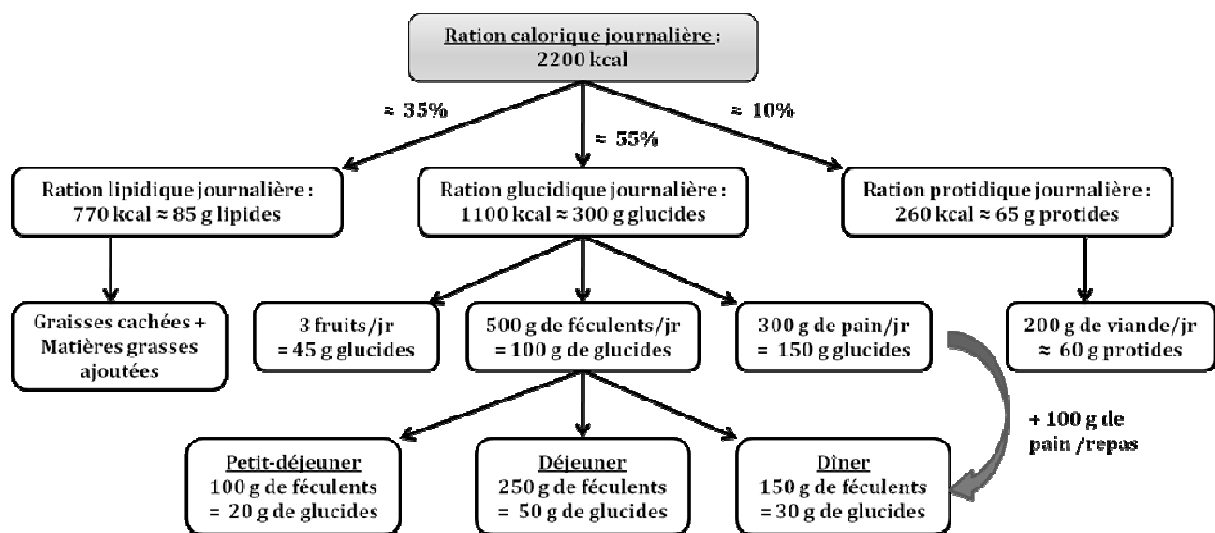 Ration calorique journalière :
2200 kcal
≈ 35%
≈ 55%
≈ 10%
Ration lipidique journalière :
770 kcal ≈ 85 g lipides
Ration glucidique journalière :
1100 kcal ≈ 300 g glucides
Ration protidique journalière :
260 kcal ≈ 65 g protides
Graisses cachées +
Matières grasses
ajoutées
3 fruits/jr
= 45 g glucides
500 g de féculents/jr
= 100 g de glucides
300 g de pain/jr
= 150 g glucides
200 g de viande/jr
≈ 60 g protides
+ 100 g de
pain /repas
Petit-déjeuner
100 g de féculents
= 20 g de glucides
Déjeuner
250 g de féculents
= 50 g de glucides
Dîner
150 g de féculents
= 30 g de glucides